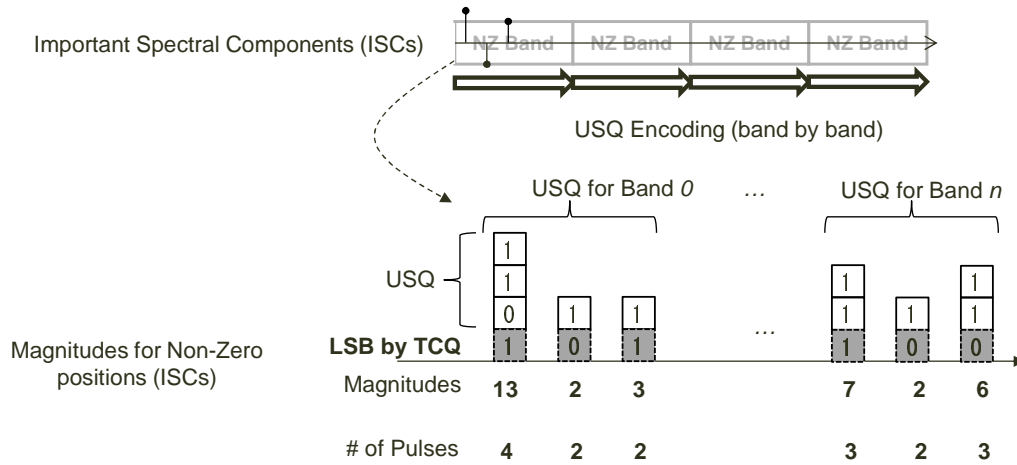 Important Spectral Components (ISCs)
NZ Band NZ Band NZ Band NZ Band
USQ Encoding (band by band)
USQ for Band 0 ... USQ for Band n
USQ
1
1 1 1
0 1 1 1 1 1
LSB by TCQ 1 0 1 ... 1 0 0
Magnitudes for Non-Zero
positions (ISCs)
Magnitudes 13 2 3 7 2 6
# of Pulses 4 2 2 3 2 3